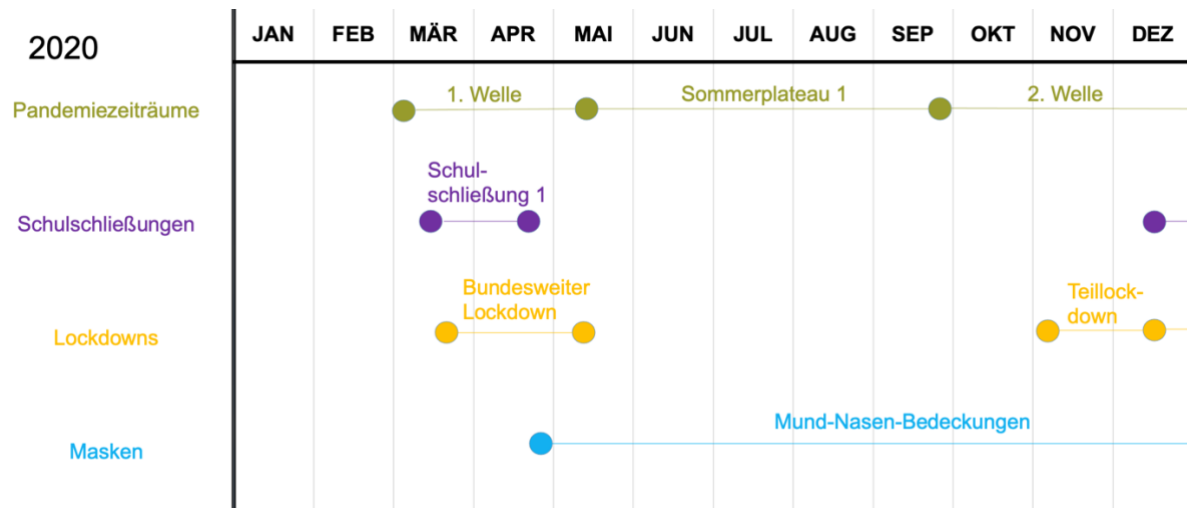 2020
JAN FEB MÄR APR MAI JUN JUL AUG SEP OKT NOV DEZ
Pandemiezeiträume
1. Welle
Sommerplateau 1
2. Welle
Schulschließungen
Schul-
schließung 1
Lockdowns
Bundesweiter
Lockdown
Teillock-
down
Masken
Mund-Nasen-Bedeckungen